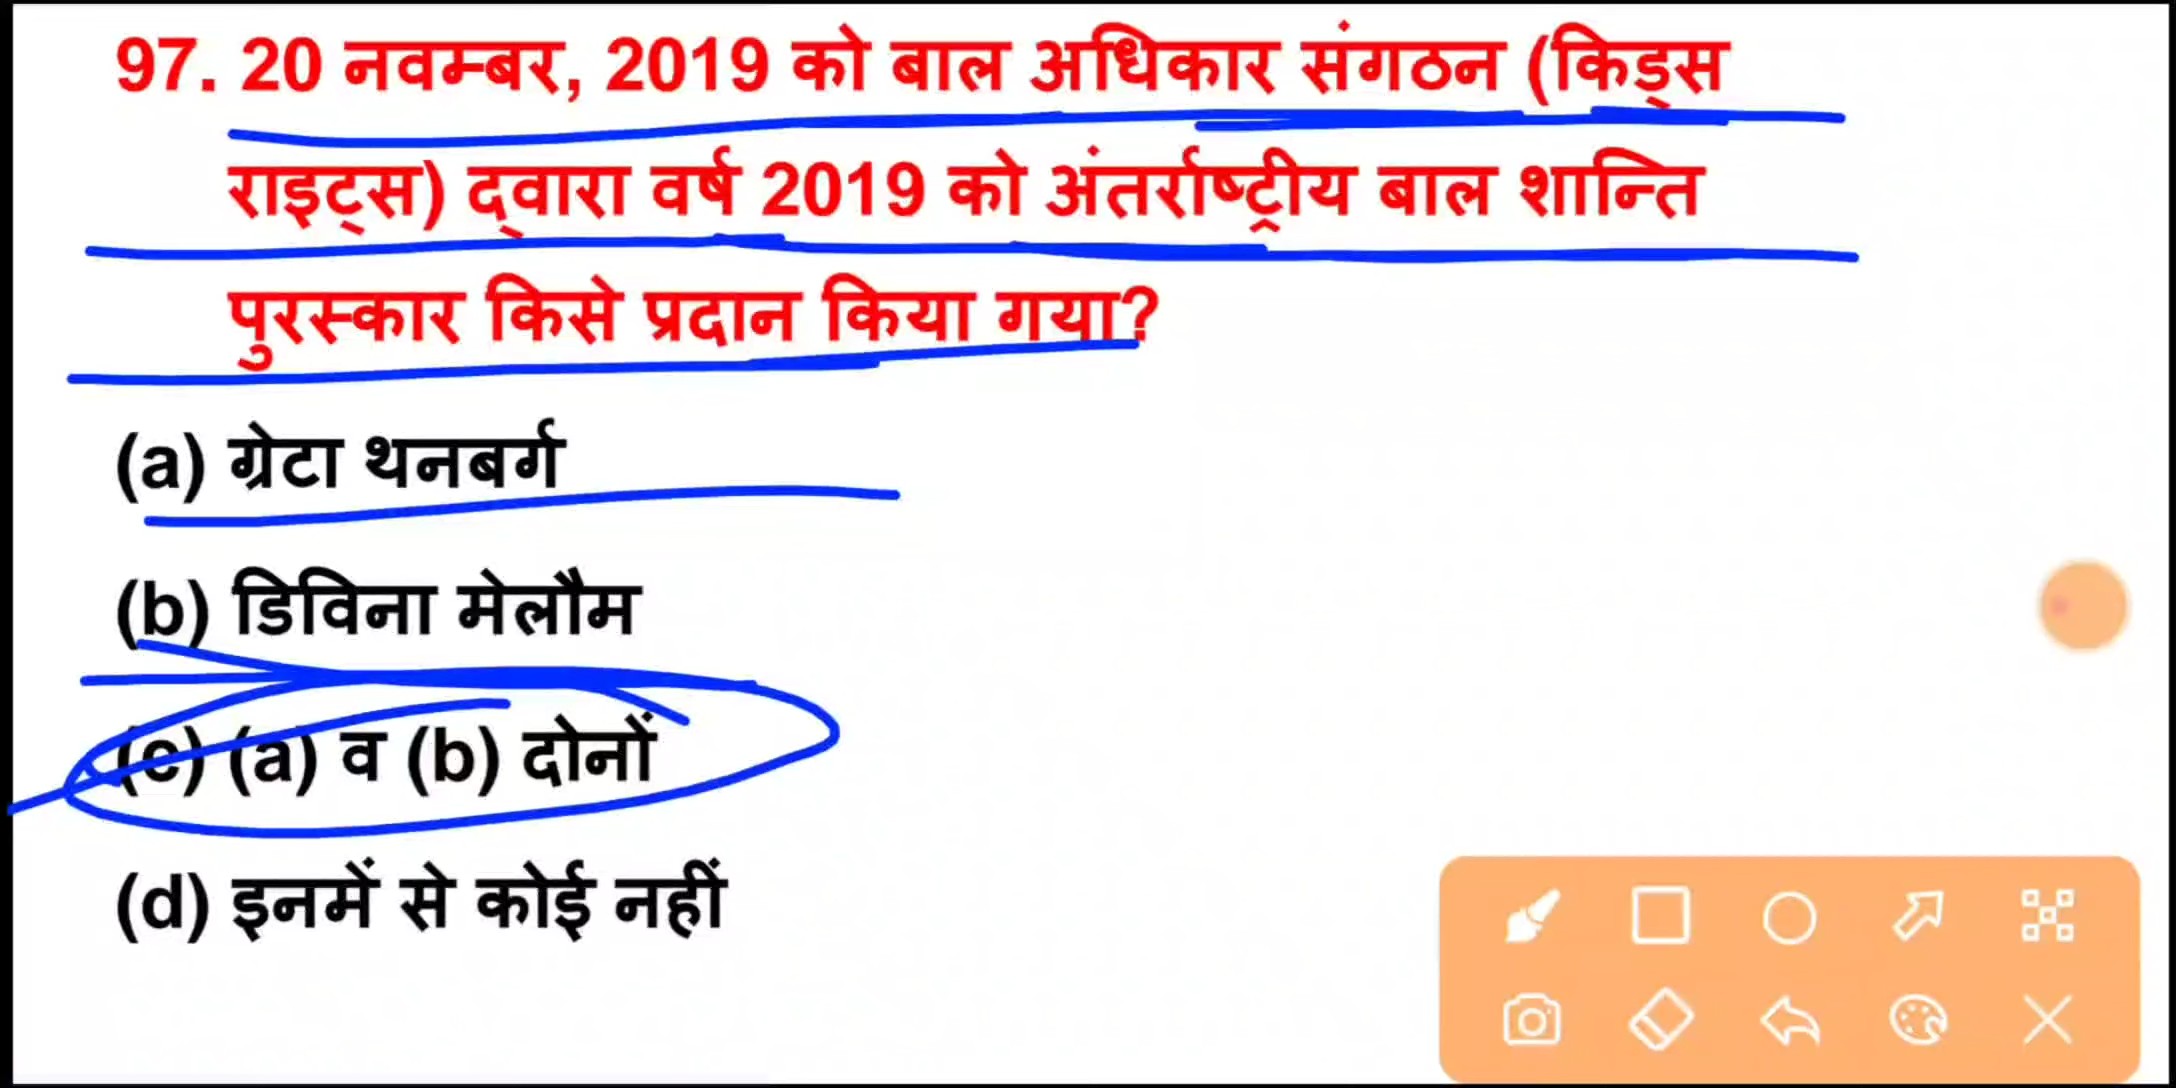 97. 20 नवम्बर, 2019 को बाल अधिकार संगठन (किड्स
राइट्स) द्वारा वर्ष 2019 को अंतर्राष्ट्रीय बाल शान्ति
पुरस्कार किसे प्रदान किया गया?
(a) ग्रेटा थनबर्ग
(b) डिविना मेलौम
(c) (a) व (b) दोनों
(d) इनमें से कोई नहीं